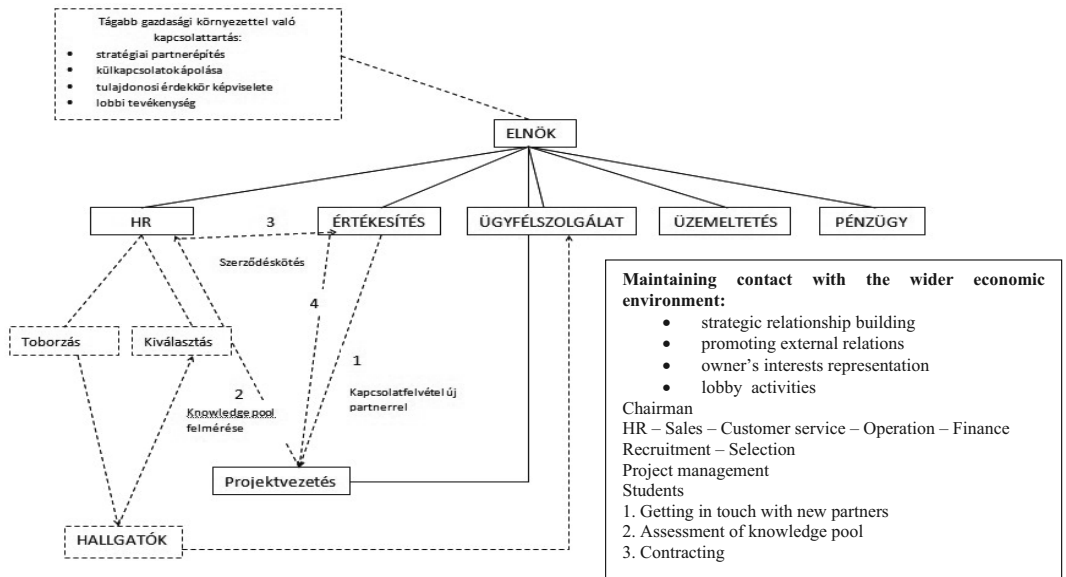 Tágabb gazdasági környezettel való
kapcsolattartás:
• stratégiai partnerépítés
• külkapcsolatok ápolása
• tulajdonosi érdekkör képviselete
• lobbi tevékenység
ELNÖK
HR
ÉRTÉKESÍTÉS
ÜGYFÉLSZOLGÁLAT
ÜZEMELTETÉS
PÉNZÜGY
3
Szerződéskötés
4
Toborzás
Kiválasztás
1
Kapcsolatfelvétel új
partnerrel
2
Knowledge pool
felmérése
Projektvezetés
HALLGATÓK
Maintaining contact with the wider economic
environment:
• strategic relationship building
• promoting external relations
• owner’s interests representation
• lobby activities
Chairman
HR – Sales – Customer service – Operation – Finance
Recruitment – Selection
Project management
Students
1. Getting in touch with new partners
2. Assessment of knowledge pool
3. Contracting